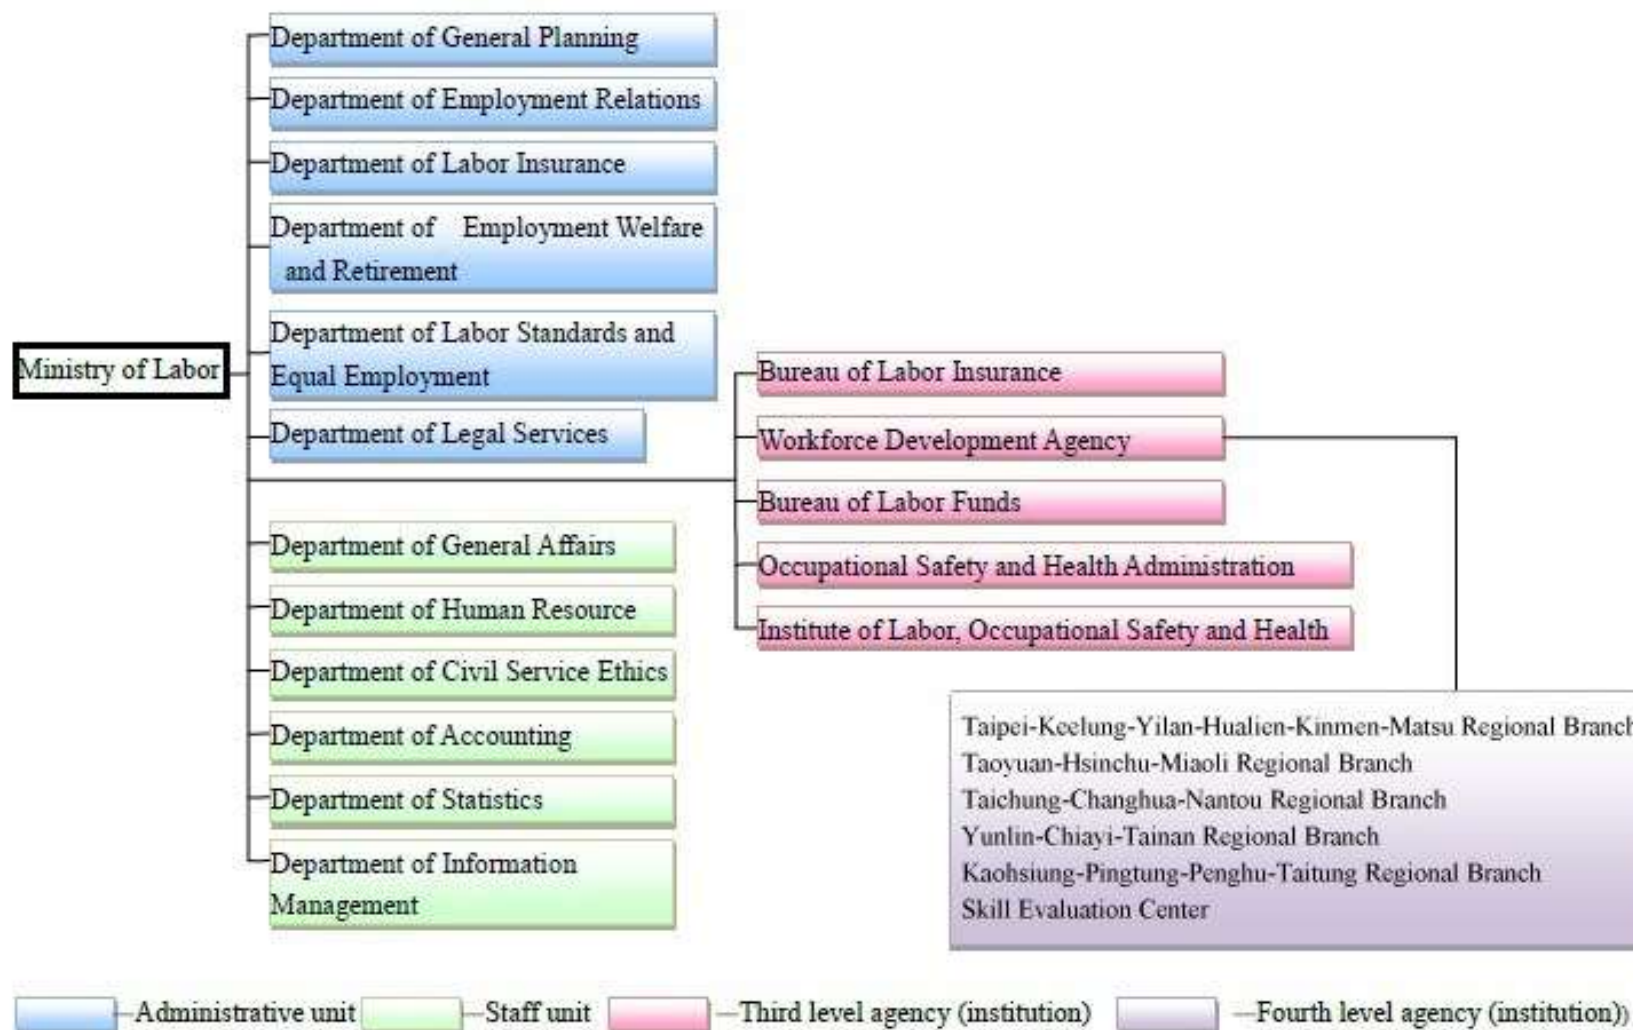 Department of General Planning
Department of Employment Relations
Department of Labor Insurance
Department of Employment Welfare
and Retirement
Department of Labor Standards and
Equal Employment
Ministry of Labor
Department of Legal Services
Bureau of Labor Insurance
Workforce Development Agency
Bureau of Labor Funds
Occupational Safety and Health Administration
Institute of Labor, Occupational Safety and Health
Department of General Affairs
Department of Human Resource
Department of Civil Service Ethics
Department of Accounting
Department of Statistics
Department of Information
Management
Taipei-Keelung-Yilan-Hualien-Kinmen-Matsu Regional Branch
Taoyuan-Hsinchu-Miaoli Regional Branch
Taichung-Changhua-Nantou Regional Branch
Yunlin-Chiayi-Tainan Regional Branch
Kaohsiung-Pingtung-Penghu-Taitung Regional Branch
Skill Evaluation Center
—Administrative unit —Staff unit —Third level agency (institution) —Fourth level agency (institution))